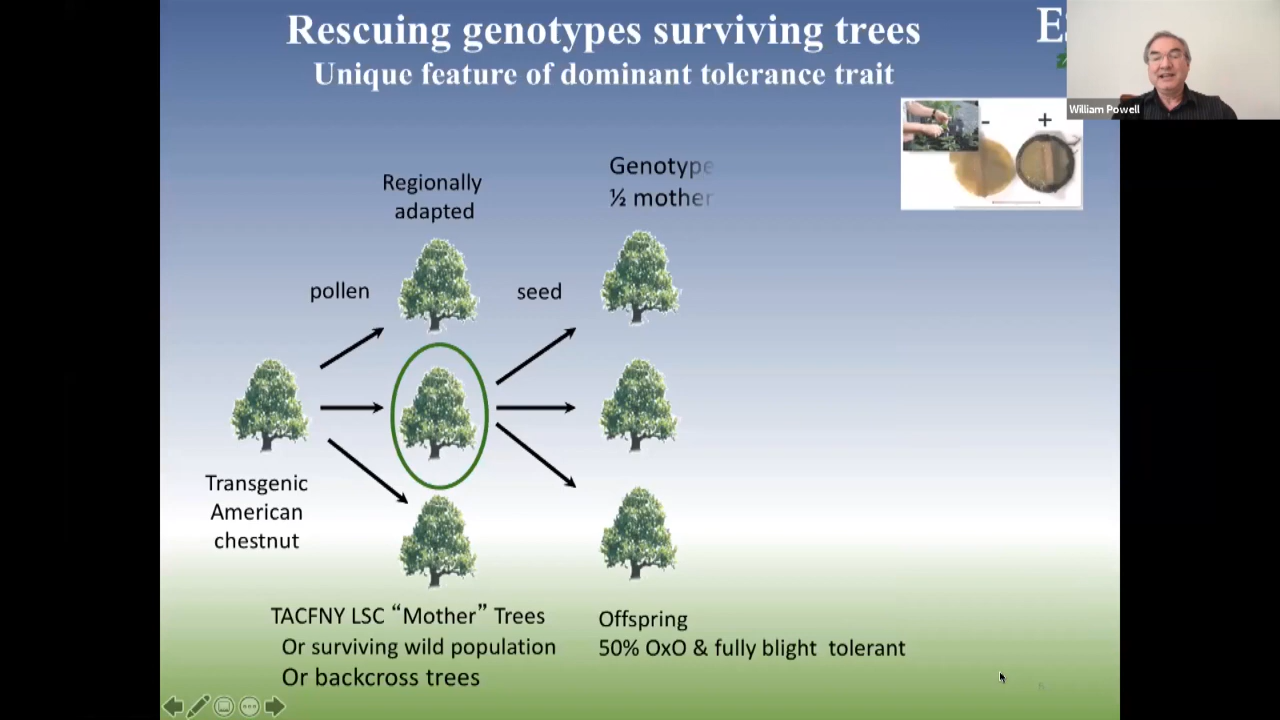 Rescuing genotypes surviving trees
Unique feature of dominant tolerance trait
William Powell
- +
Regionally
adapted
Genotype
½ mother
pollen
seed
Transgenic
American
chestnut
TACFNY LSC “Mother” Trees
Or surviving wild population
Or backcross trees
Offspring
50% OxO & fully blight tolerant